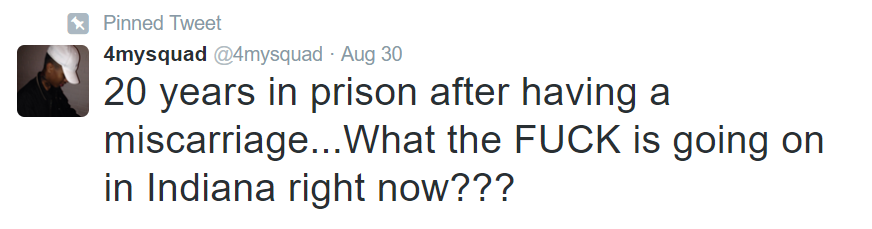 Pinned Tweet
4mysquad @4mysquad · Aug 30
20 years in prison after having a
miscarriage...What the FUCK is going on
in Indiana right now???